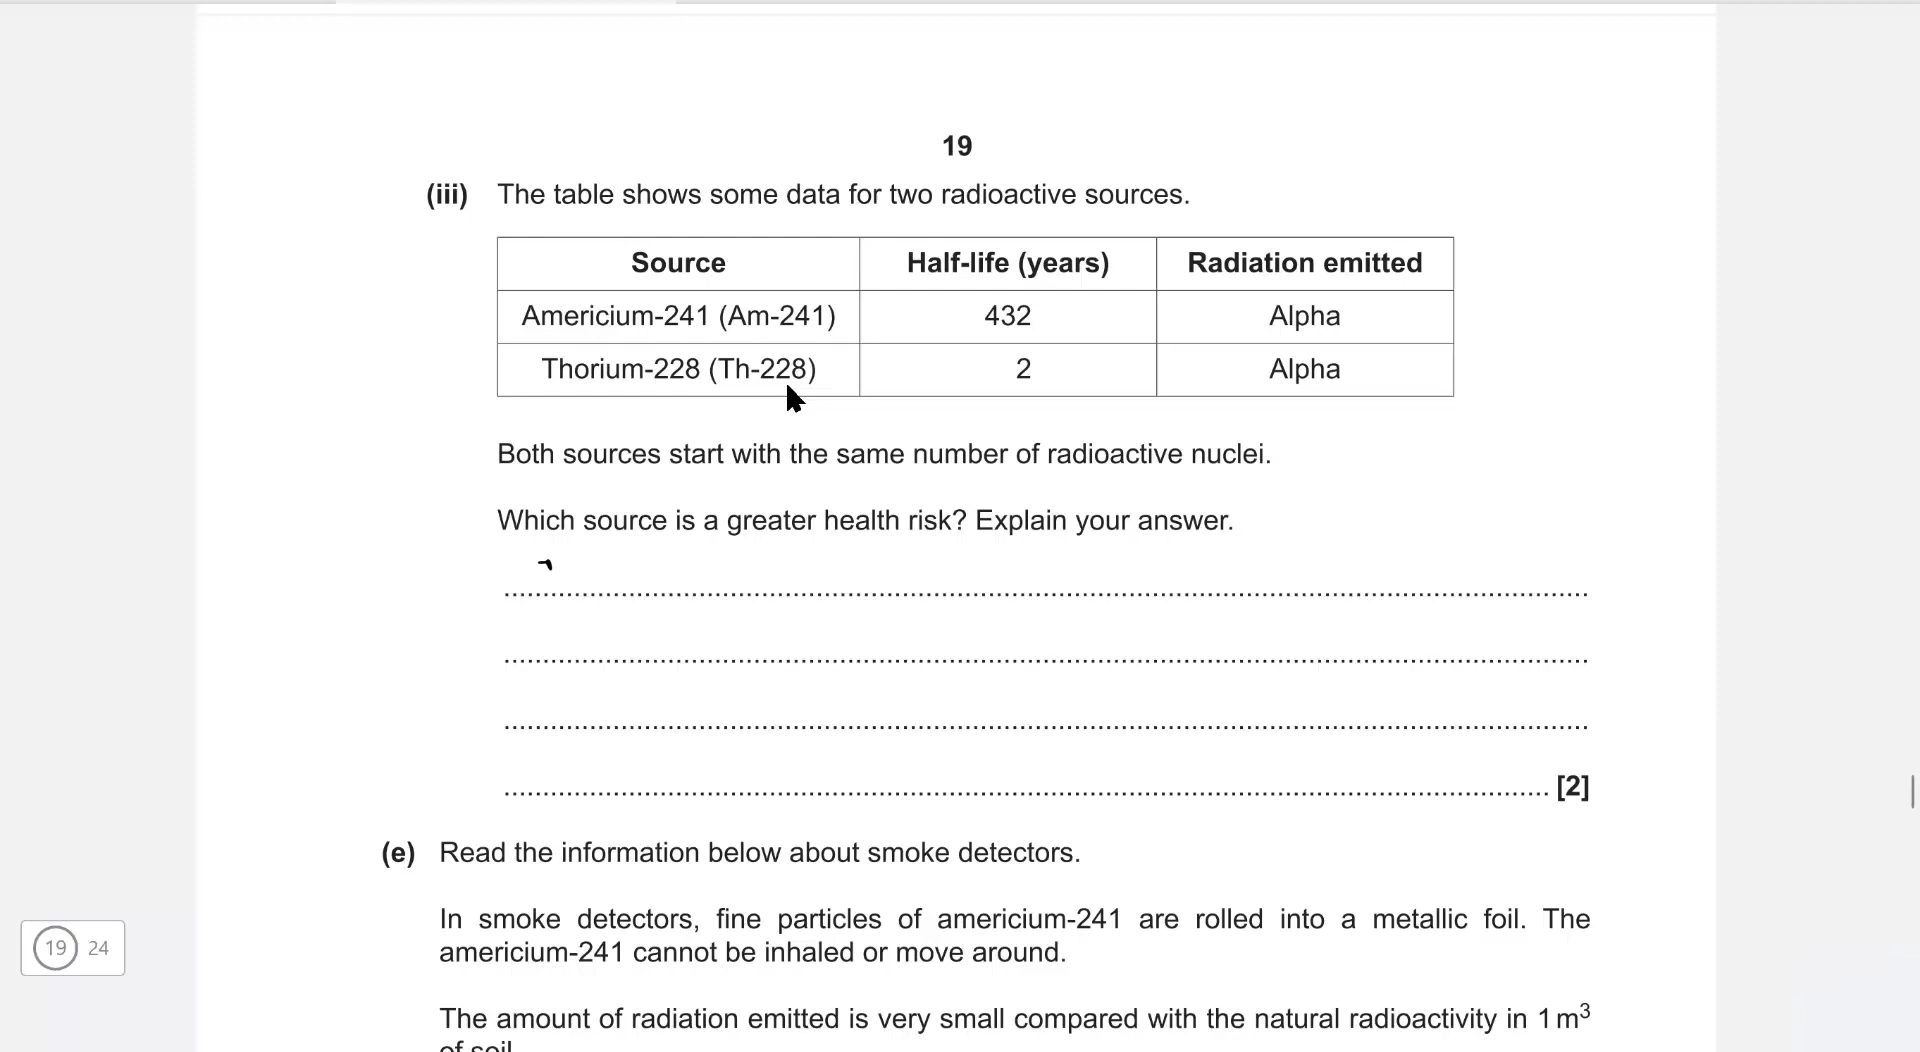 19
(iii) The table shows some data for two radioactive sources.
Source Half-life (years) Radiation emitted
Americium-241 (Am-241) 432 Alpha
Thorium-228 (Th-228) 2 Alpha
Both sources start with the same number of radioactive nuclei.
Which source is a greater health risk? Explain your answer.
[2]
(e) Read the information below about smoke detectors.
In smoke detectors, fine particles of americium-241 are rolled into a metallic foil. The
americium-241 cannot be inhaled or move around.
19 24
The amount of radiation emitted is very small compared with the natural radioactivity in 1 m³
of soil